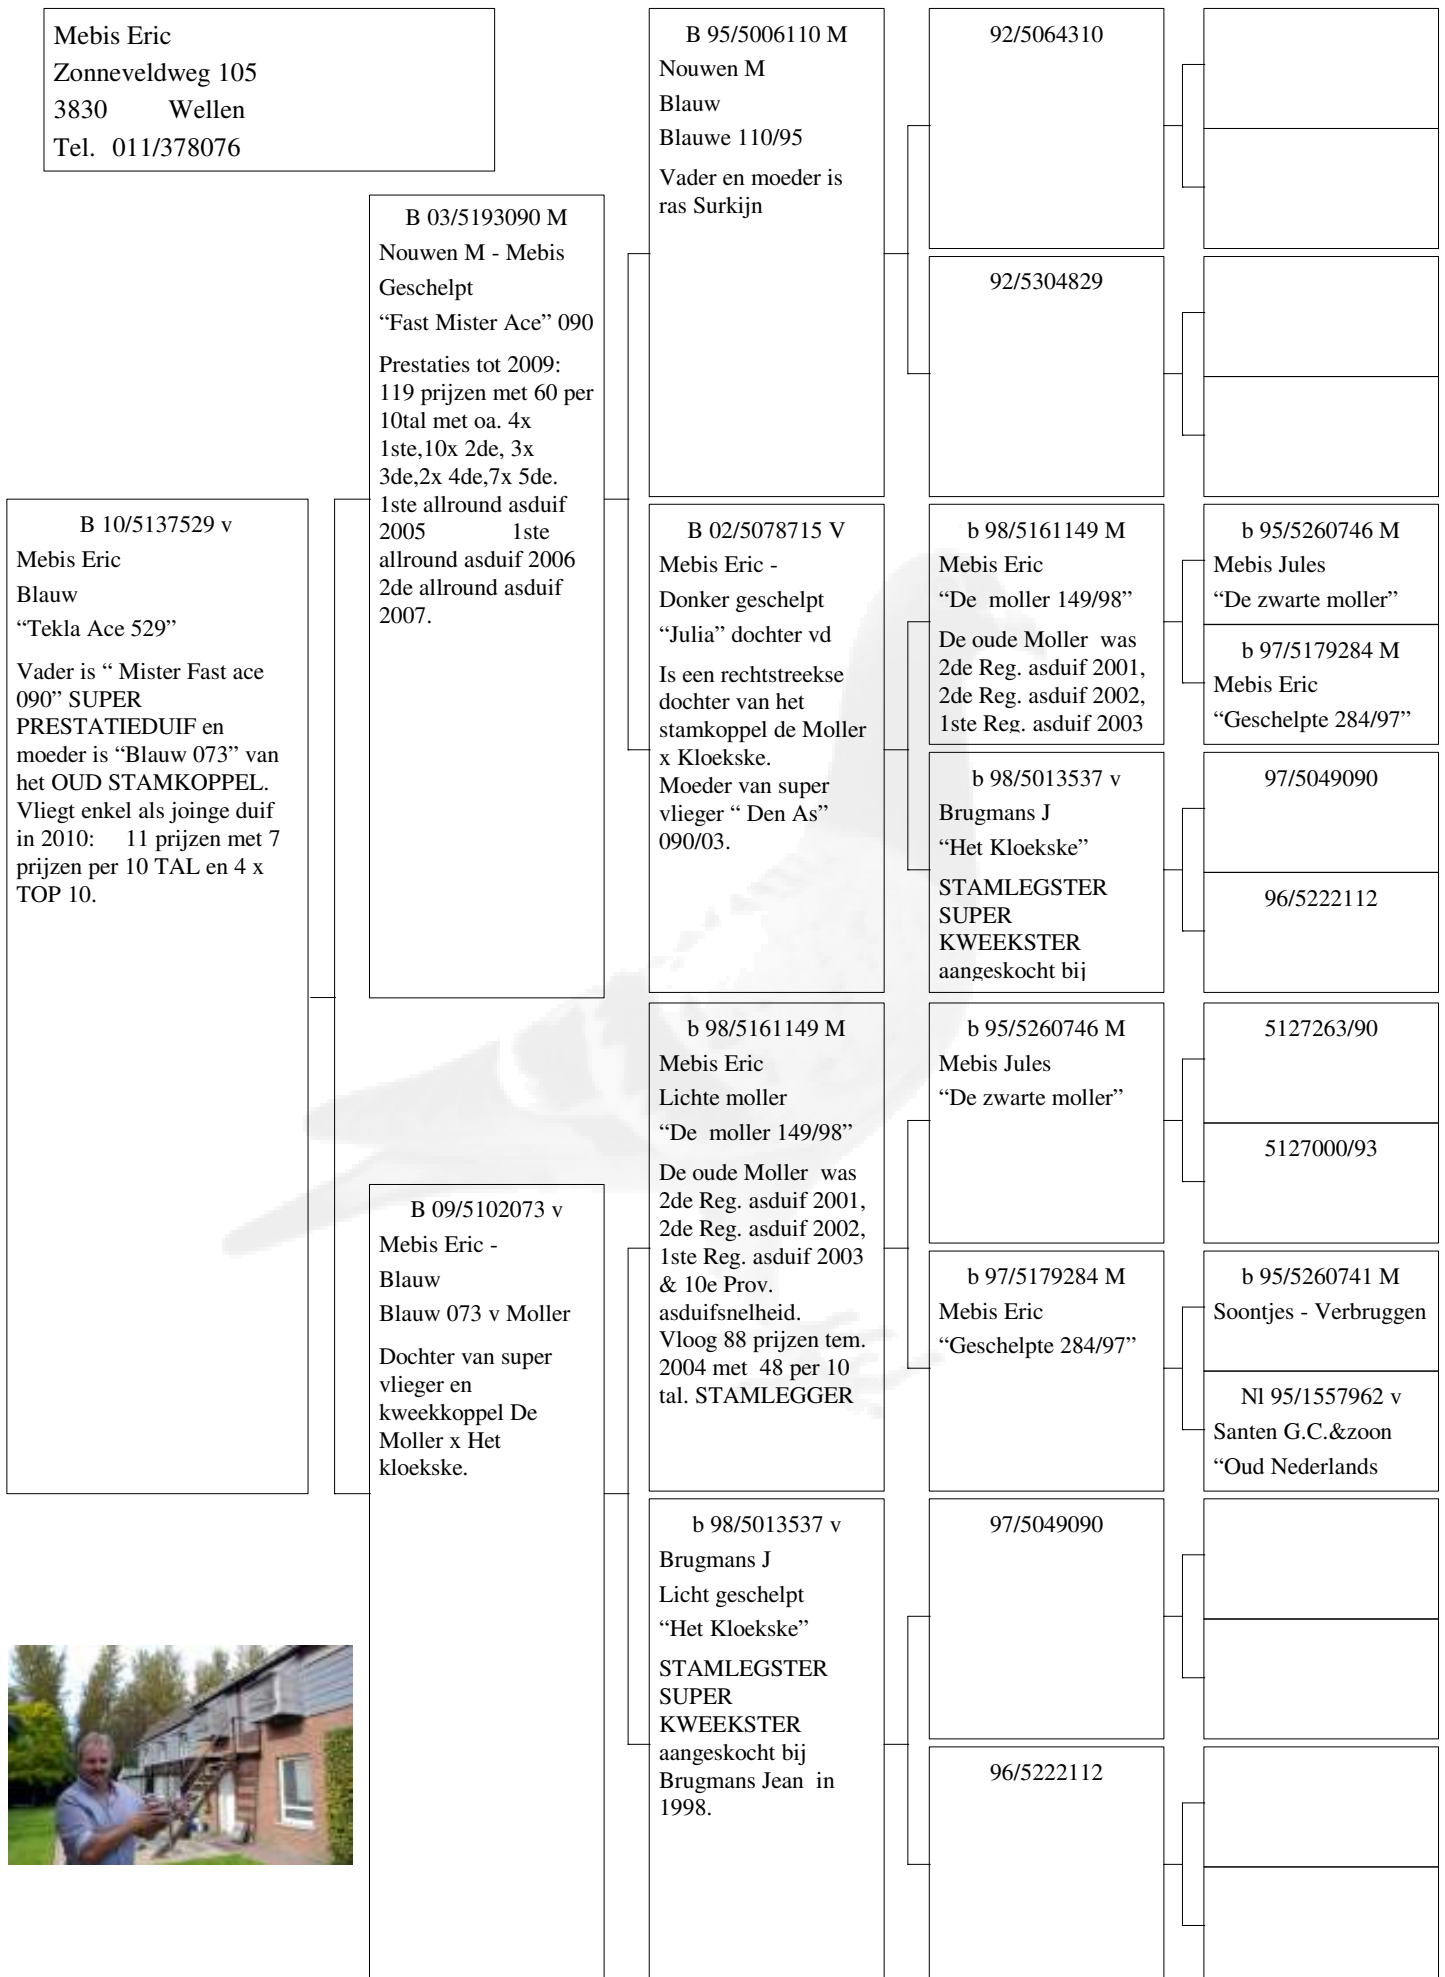 Mebis Eric
Zonneveldweg 105
3830 Wellen
Tel. 011/378076
B 10/5137529 v
Mebis Eric
Blauw
“Tekla Ace 529”
Vader is “ Mister Fast ace
090” SUPER
PRESTATIEDUIF en
moeder is “Blauw 073” van
het OUD STAMKOPPEL.
Vliegt enkel als joinge duif
in 2010: 11 prijzen met 7
prijzen per 10 TAL en 4 x
TOP 10.
B 03/5193090 M
Nouwen M - Mebis
Geschelpt
“Fast Mister Ace” 090
Prestaties tot 2009:
119 prijzen met 60 per
10tal met oa. 4x
1ste,10x 2de, 3x
3de,2x 4de,7x 5de.
1ste allround asduif
2005 1ste
allround asduif 2006
2de allround asduif
2007.
B 09/5102073 v
Mebis Eric -
Blauw
Blauw 073 v Moller
Dochter van super
vlieger en
kweekkoppel De
Moller x Het
kloekske.
B 95/5006110 M
Nouwen M
Blauw
Blauwe 110/95
Vader en moeder is
ras Surkijn
B 02/5078715 V
Mebis Eric -
Donker geschelpt
“Julia” dochter vd
Is een rechtstreekse
dochter van het
stamkoppel de Moller
x Kloekske.
Moeder van super
vlieger “ Den As”
090/03.
b 98/5161149 M
Mebis Eric
Lichte moller
“De moller 149/98”
De oude Moller was
2de Reg. asduif 2001,
2de Reg. asduif 2002,
1ste Reg. asduif 2003
& 10e Prov.
asduifsnelheid.
Vloog 88 prijzen tem.
2004 met 48 per 10
tal. STAMLEGGER
b 98/5013537 v
Brugmans J
Licht geschelpt
“Het Kloekske”
STAMLEGSTER
SUPER
KWEEKSTER
aangeskocht bij
Brugmans Jean in
1998.
92/5064310
92/5304829
b 98/5161149 M
Mebis Eric
“De moller 149/98”
De oude Moller was
2de Reg. asduif 2001,
2de Reg. asduif 2002,
1ste Reg. asduif 2003
b 98/5013537 v
Brugmans J
“Het Kloekske”
STAMLEGSTER
SUPER
KWEEKSTER
aangeskocht bij
b 95/5260746 M
Mebis Jules
“De zwarte moller”
b 97/5179284 M
Mebis Eric
“Geschelpte 284/97”
97/5049090
96/5222112
b 95/5260746 M
Mebis Jules
“De zwarte moller”
b 97/5179284 M
Mebis Eric
“Geschelpte 284/97”
97/5049090
96/5222112
5127263/90
5127000/93
b 95/5260741 M
Soontjes - Verbruggen
Nl 95/1557962 v
Santen G.C.&zoon
“Oud Nederlands